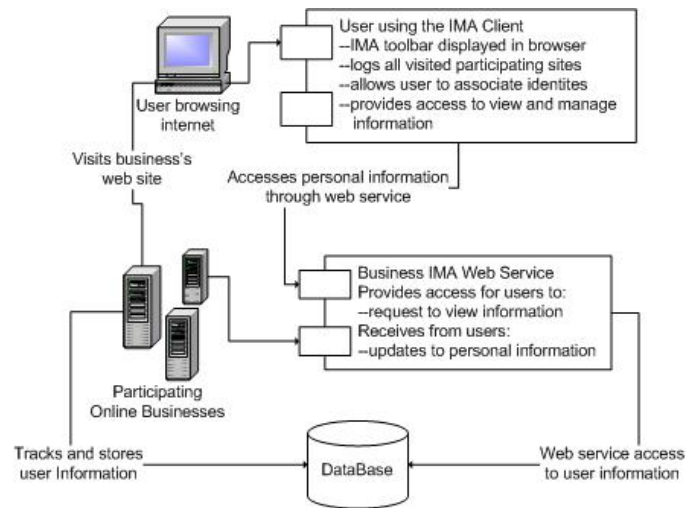 User using the IMA Client
--IMA toolbar displayed in browser
--logs all visited participating sites
--allows user to associate identites
--provides access to view and manage
information
User browsing
internet
Visits business's
web site
Accesses personal information
through web service
Business IMA Web Service
Provides access for users to:
--request to view information
Receives from users:
--updates to personal information
Participating
Online Businesses
Tracks and stores
user Information
DataBase
Web service access
to user information